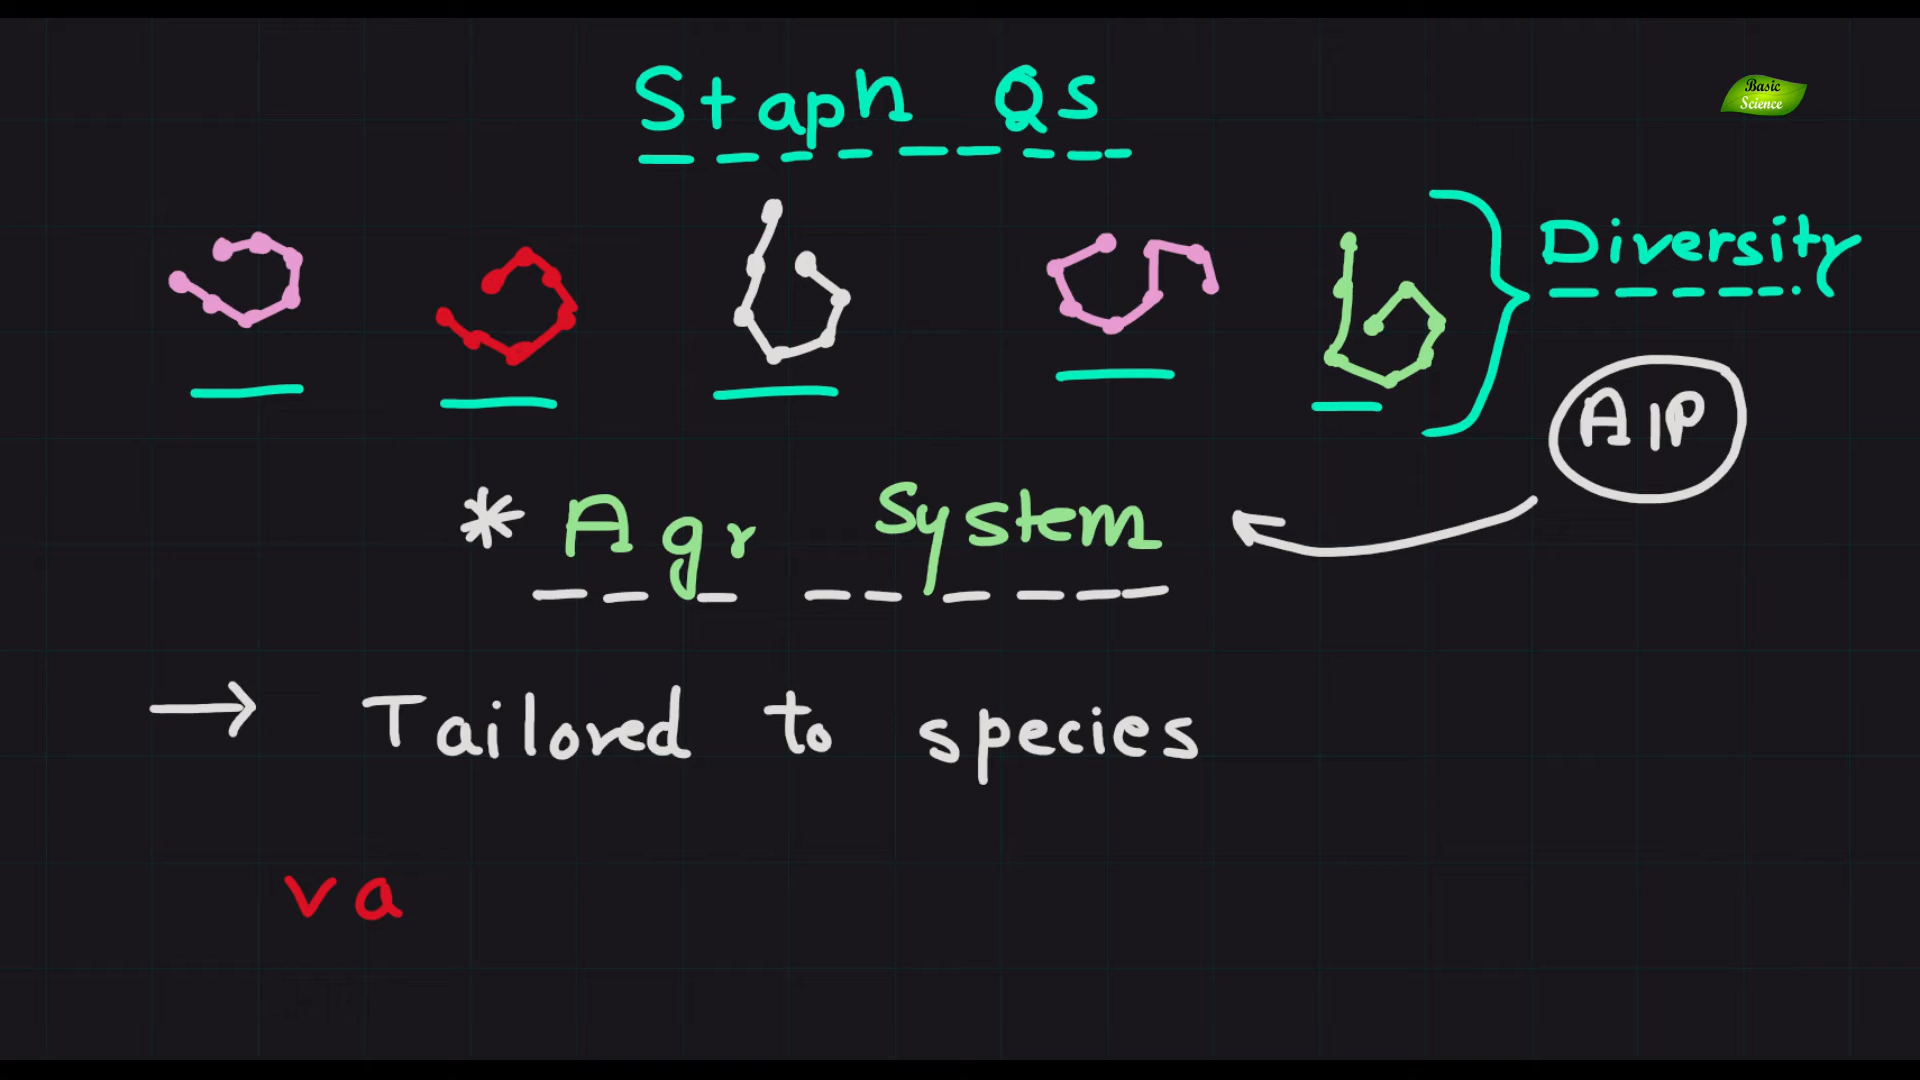 Staph Qs
Basic
Science
Diversity
AIP
* Agr System
→ Tailored to species
va